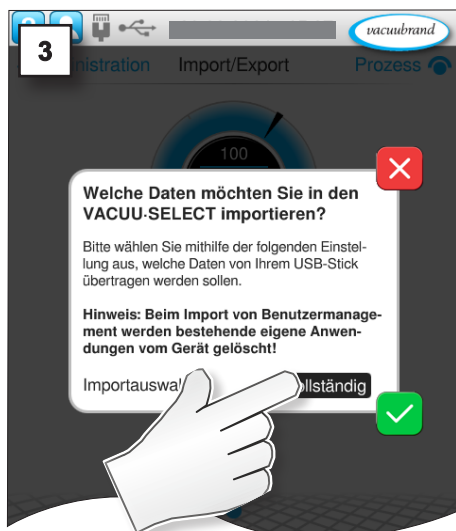 vacuubrand
3
Import/Export
Prozess
100
Welche Daten möchten Sie in den
VACUU·SELECT importieren?
Bitte wählen Sie mithilfe der folgenden Einstel-
lung aus, welche Daten von Ihrem USB-Stick
übertragen werden sollen.
Hinweis: Beim Import von Benutzermanage-
ment werden bestehende eigene Anwen-
dungen vom Gerät gelöscht!